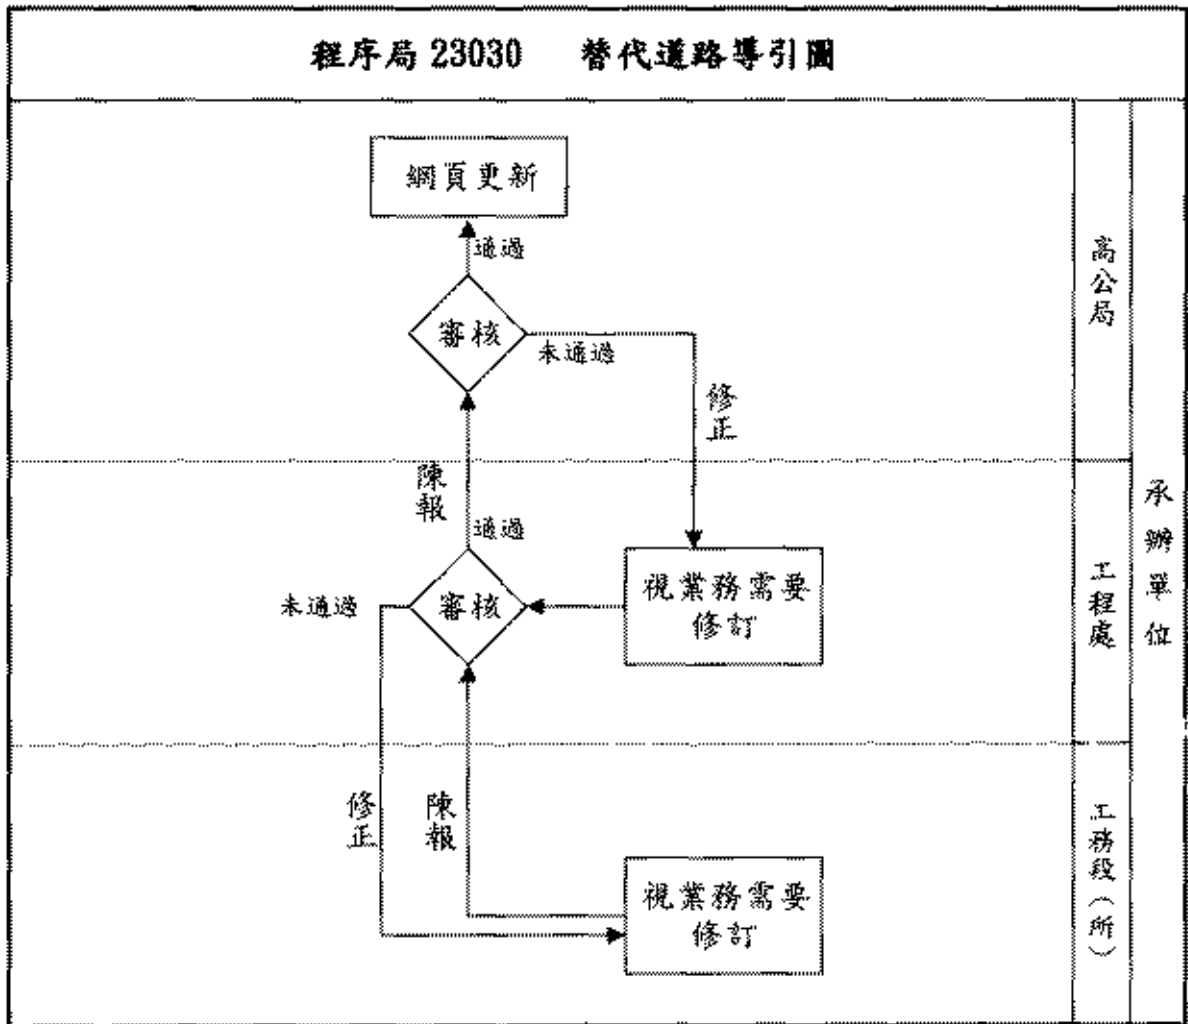 程序局 23030 替代道路導引圖
網頁更新
通過
審核
未通過
修正
高公局
陳報
通過
審核
未通過
視業務需要
修訂
工程處
承辦單位
修正
陳報
視業務需要
修訂
工務段（所）